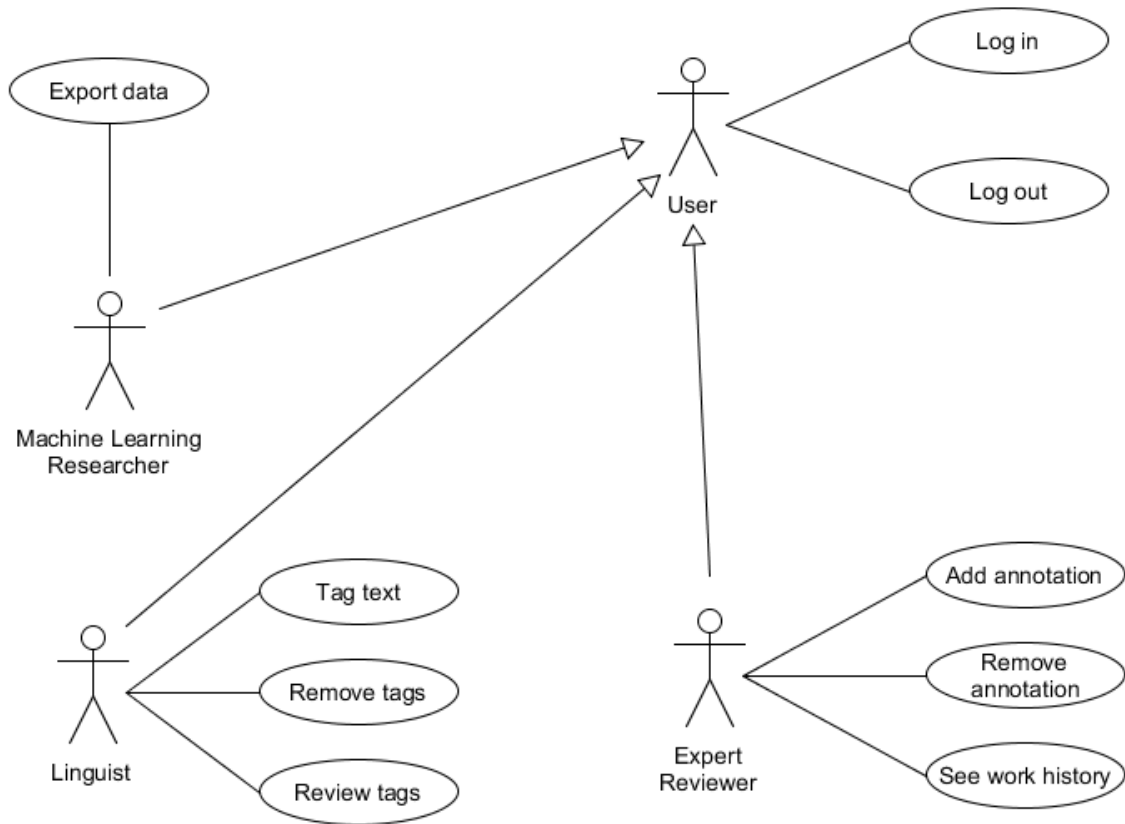 Log in
Export data
User
Log out
Machine Learning
Researcher
Tag text
Add annotation
Remove tags
Remove
annotation
Linguist
Expert
Reviewer
Review tags
See work history